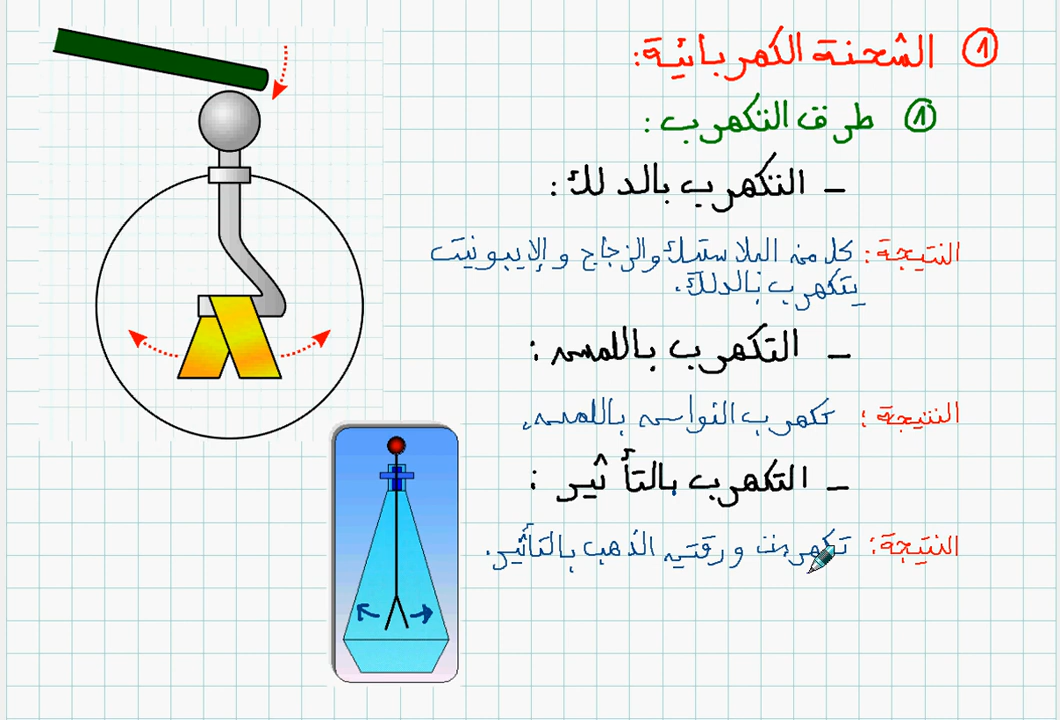 ① الشحنة الكهربائية:
① طرق التكهرب:
– التكهرب بالدلك:
النتيجة: كل من البلاستيك والزجاج و الإيبونيت
يتكهرب بالدلك.
– التكهرب باللمس:
النتيجة: تكهرب النواس باللمس.
– التكهرب بالتأثير:
النتيجة: تكهربت ورقتي الذهب بالتأثير.